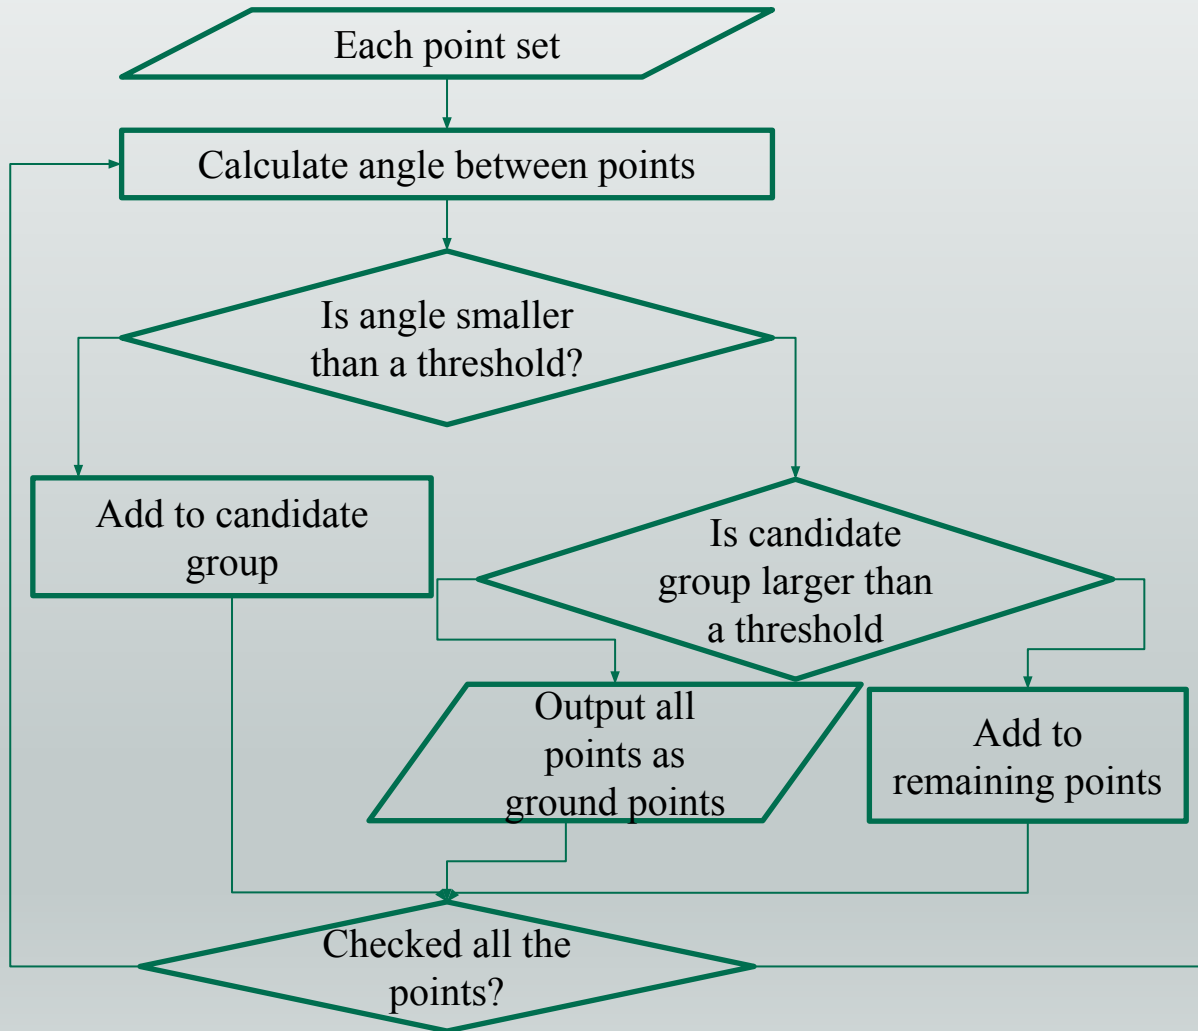 Each point set
Calculate angle between points
Is angle smaller
than a threshold?
Add to candidate
group
Is candidate
group larger than
a threshold
Output all
points as
ground points
Add to
remaining points
Checked all the
points?